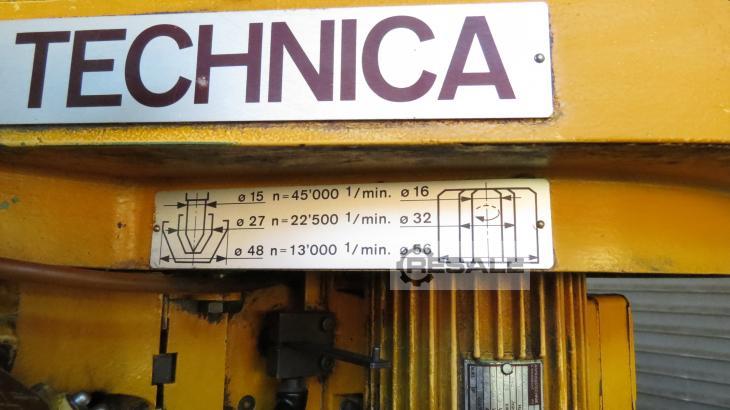 TECHNICA
ø 15 n=45'000 1/min. ø 16
ø 27 n=22'500 1/min. ø 32
ø 48 n=13'000 1/min. ø 56
RESALE